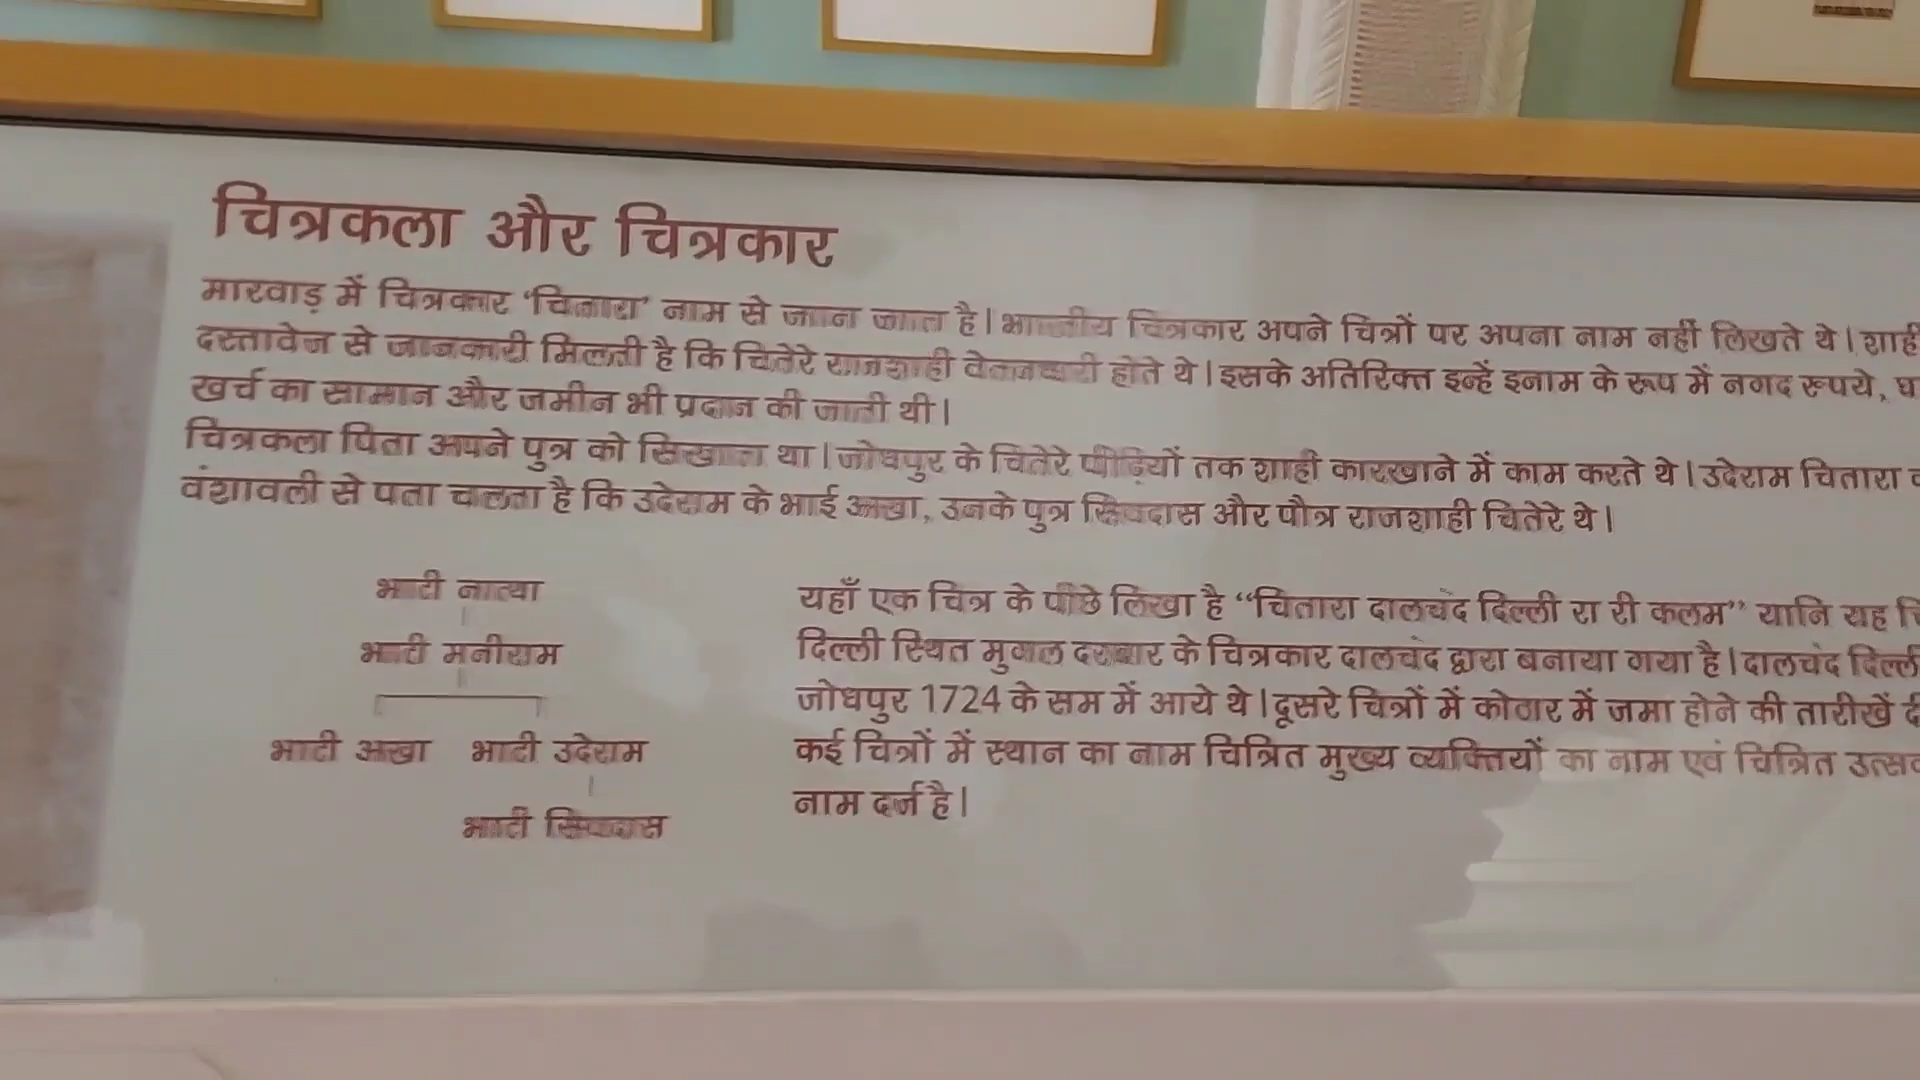 चित्रकला और चित्रकार
मारवाड़ में चित्रकार ‘चितारा’ नाम से जाना जाता है। भारतीय चित्रकार अपने चित्रों पर अपना नाम नहीं लिखते थे। शाही
दस्तावेज से जानकारी मिलती है कि चितेरे राजशाही वेतनधारी होते थे। इसके अतिरिक्त इन्हें इनाम के रूप में नगद रूपये,
खर्च का सामान और जमीन भी प्रदान की जाती थी।
चित्रकला पिता अपने पुत्र को सिखाता था। जोधपुर के चितेरे पीढ़ियों तक शाही कारखाने में काम करते थे। उदेराम चितारा
वंशावली से पता चलता है कि उदेराम के भाई अखा, उनके पुत्र सिवदास और पौत्र राजशाही चितेरे थे।
भाटी नाथा
भाटी मनीराम
भाटी अखा भाटी उदेराम
भाटी सिवदास
यहाँ एक चित्र के पीछे लिखा है “चितारा दालचंद दिल्ली रा री कलम” यानि यह
दिल्ली स्थित मुगल दरबार के चित्रकार दालचंद द्वारा बनाया गया है। दालचंद दिल्ली
जोधपुर 1724 के सम में आये थे। दूसरे चित्रों में कोठार में जमा होने की तारीखें
कई चित्रों में स्थान का नाम चित्रित मुख्य व्यक्तियों का नाम एवं चित्रित
नाम दर्ज है।